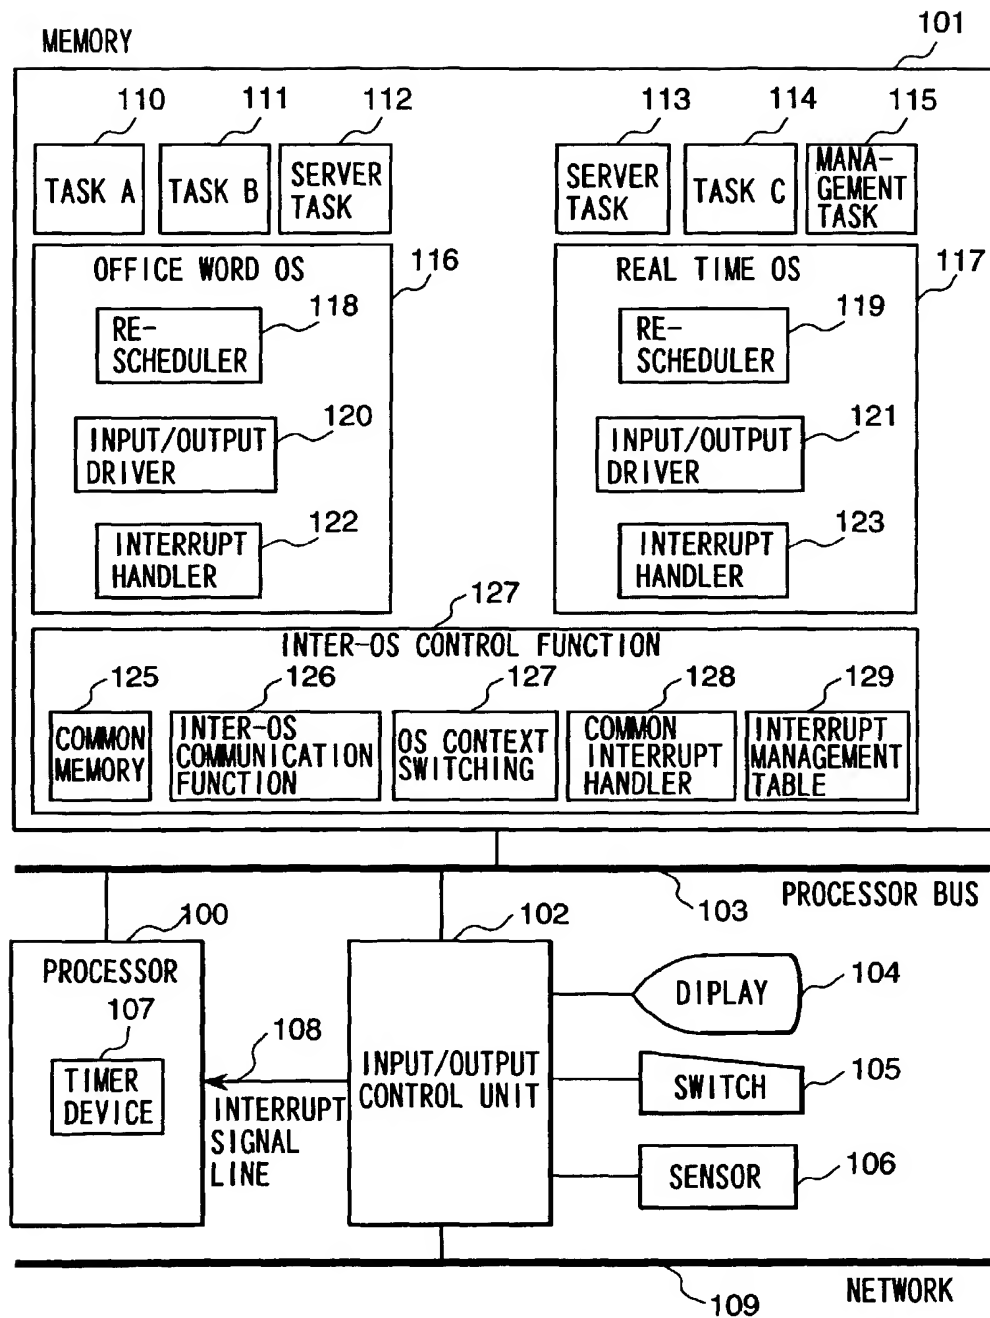 MEMORY
101
110
111
112
113
114
115
TASK A
TASK B
SERVER
TASK
SERVER
TASK
TASK C
MANA-
GEMENT
TASK
OFFICE WORD OS
116
REAL TIME OS
117
118
RE-
SCHEDULER
119
RE-
SCHEDULER
120
INPUT/OUTPUT
DRIVER
121
INPUT/OUTPUT
DRIVER
122
INTERRUPT
HANDLER
123
INTERRUPT
HANDLER
127
INTER-OS CONTROL FUNCTION
125
126
127
128
129
COMMON
MEMORY
INTER-OS
COMMUNICATION
FUNCTION
OS CONTEXT
SWITCHING
COMMON
INTERRUPT
HANDLER
INTERRUPT
MANAGEMENT
TABLE
PROCESSOR BUS
103
100
102
PROCESSOR
107
TIMER
DEVICE
108
INTERRUPT
SIGNAL
LINE
INPUT/OUTPUT
CONTROL UNIT
DIPLAY
104
SWITCH
105
SENSOR
106
109
NETWORK